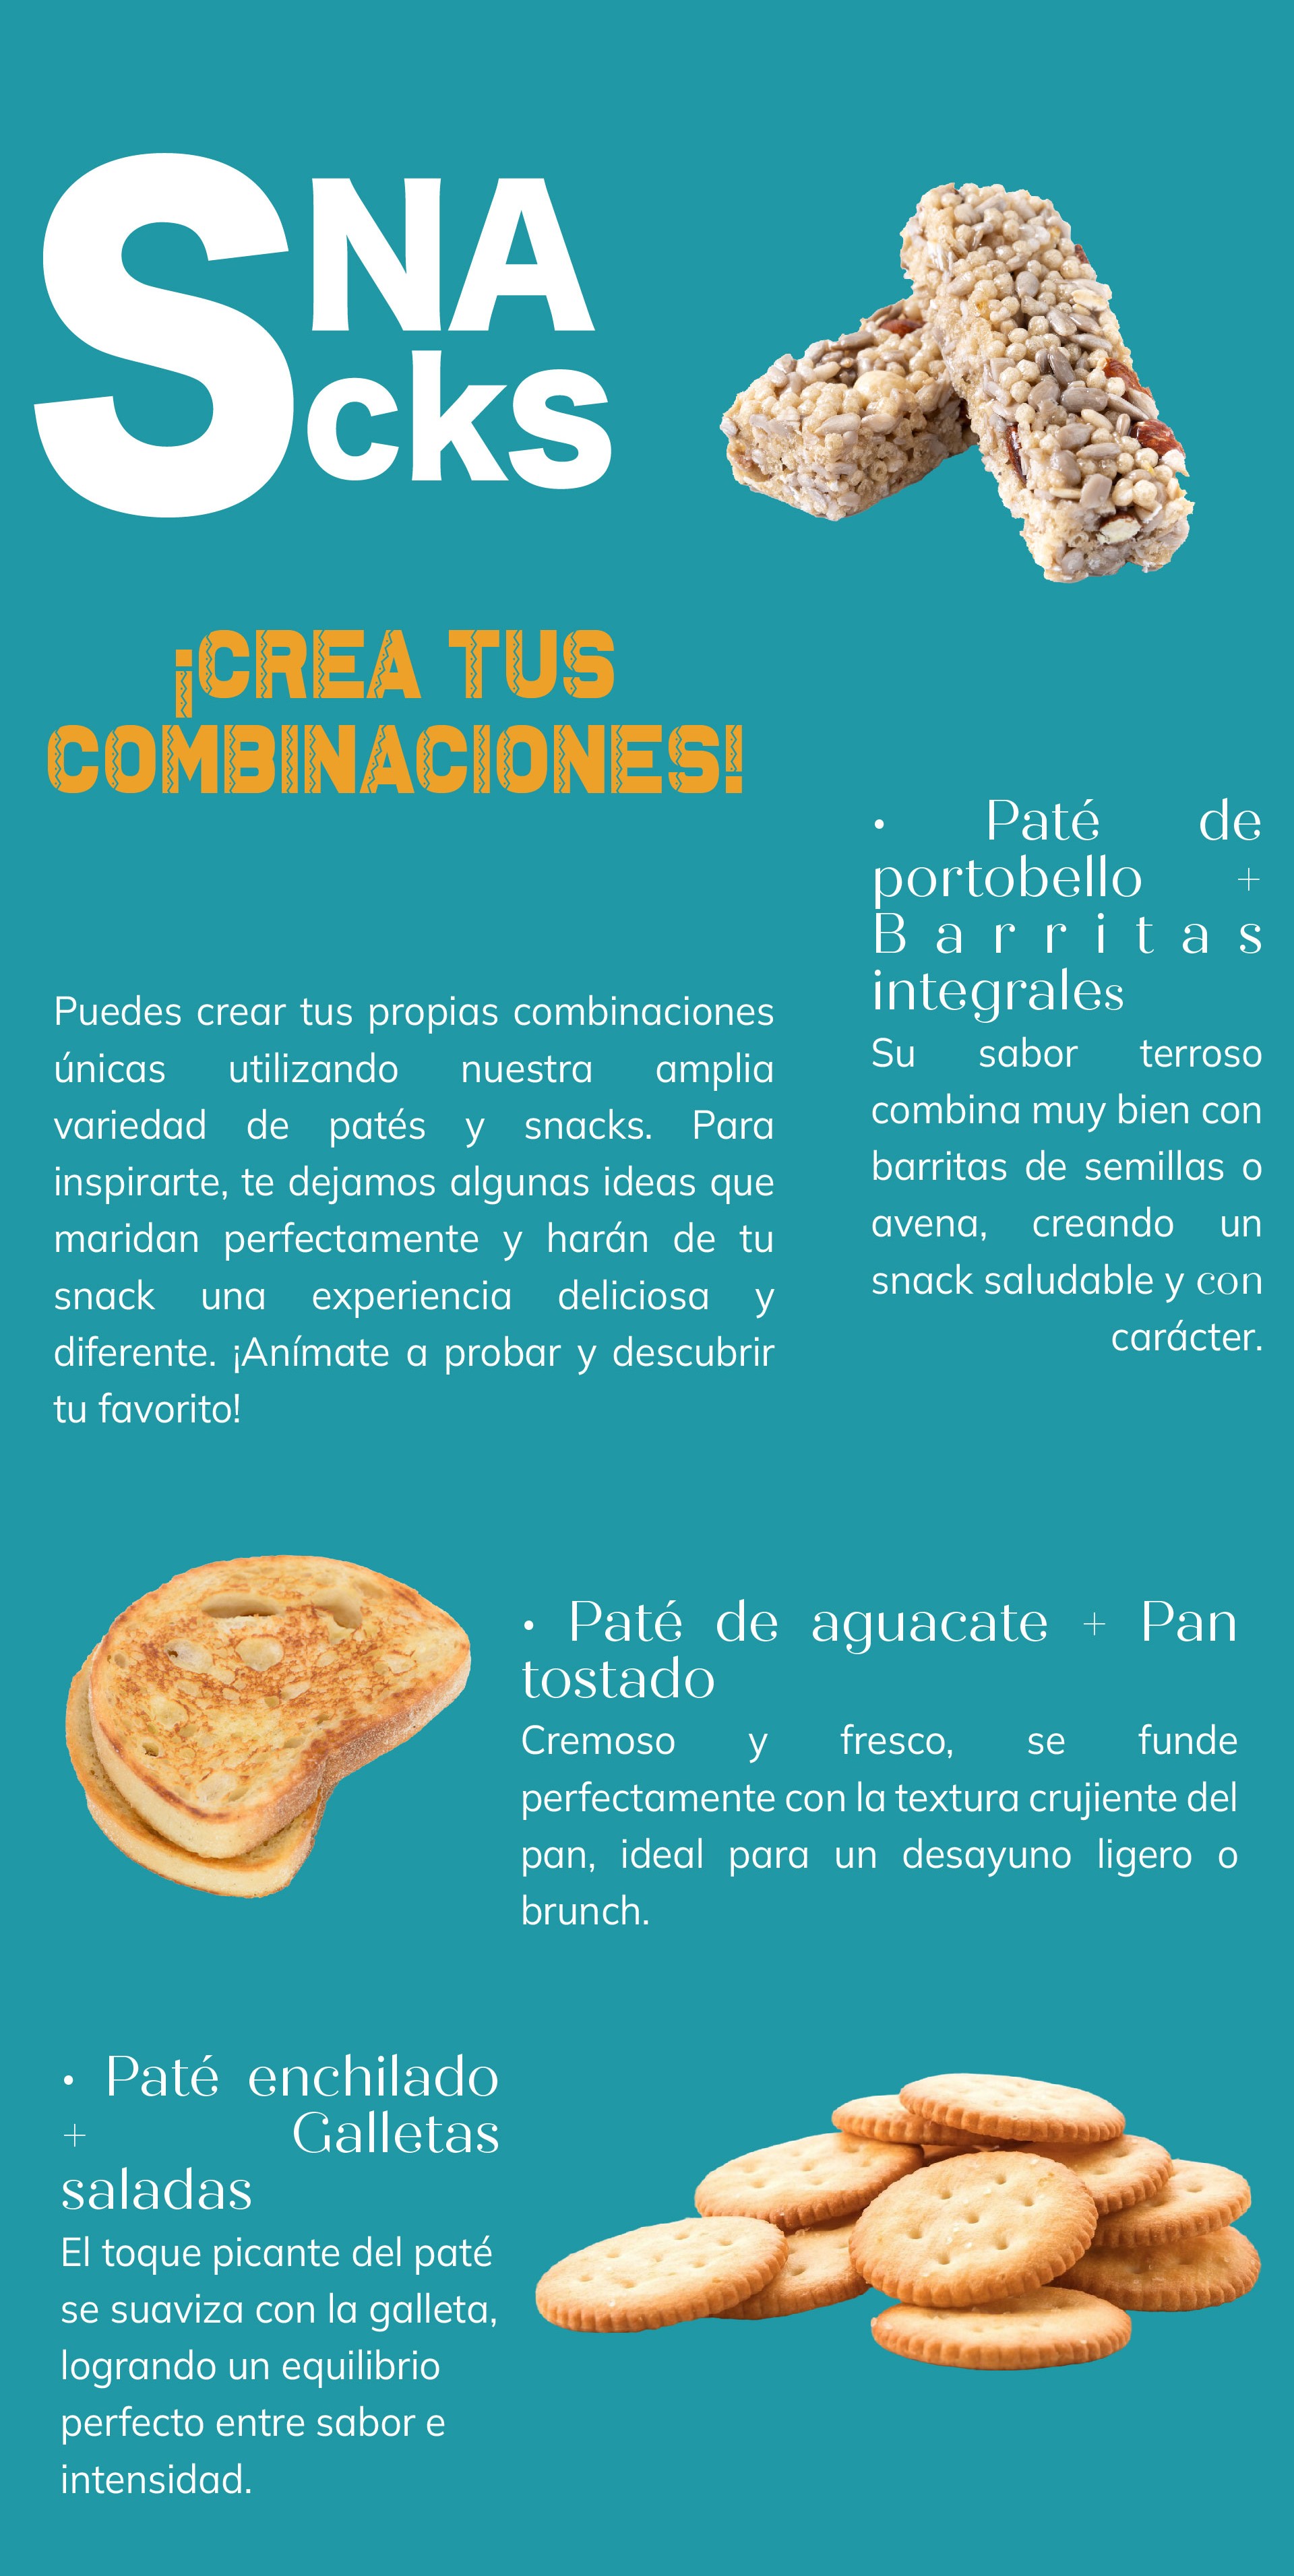 SNA
cks
¡CREA TUS
COMBINACIONES!
Puedes crear tus propias combinaciones
únicas utilizando nuestra amplia
variedad de patés y snacks. Para
inspirarte, te dejamos algunas ideas que
maridan perfectamente y harán de tu
snack una experiencia deliciosa y
diferente. ¡Anímate a probar y descubrir
tu favorito!
• Paté de
portobello +
Barritas
integrales
Su sabor terroso
combina muy bien con
barritas de semillas o
avena, creando un
snack saludable y con
carácter.
• Paté de aguacate + Pan
tostado
Cremoso y fresco, se funde
perfectamente con la textura crujiente del
pan, ideal para un desayuno ligero o
brunch.
• Paté enchilado
+ Galletas
saladas
El toque picante del paté
se suaviza con la galleta,
logrando un equilibrio
perfecto entre sabor e
intensidad.